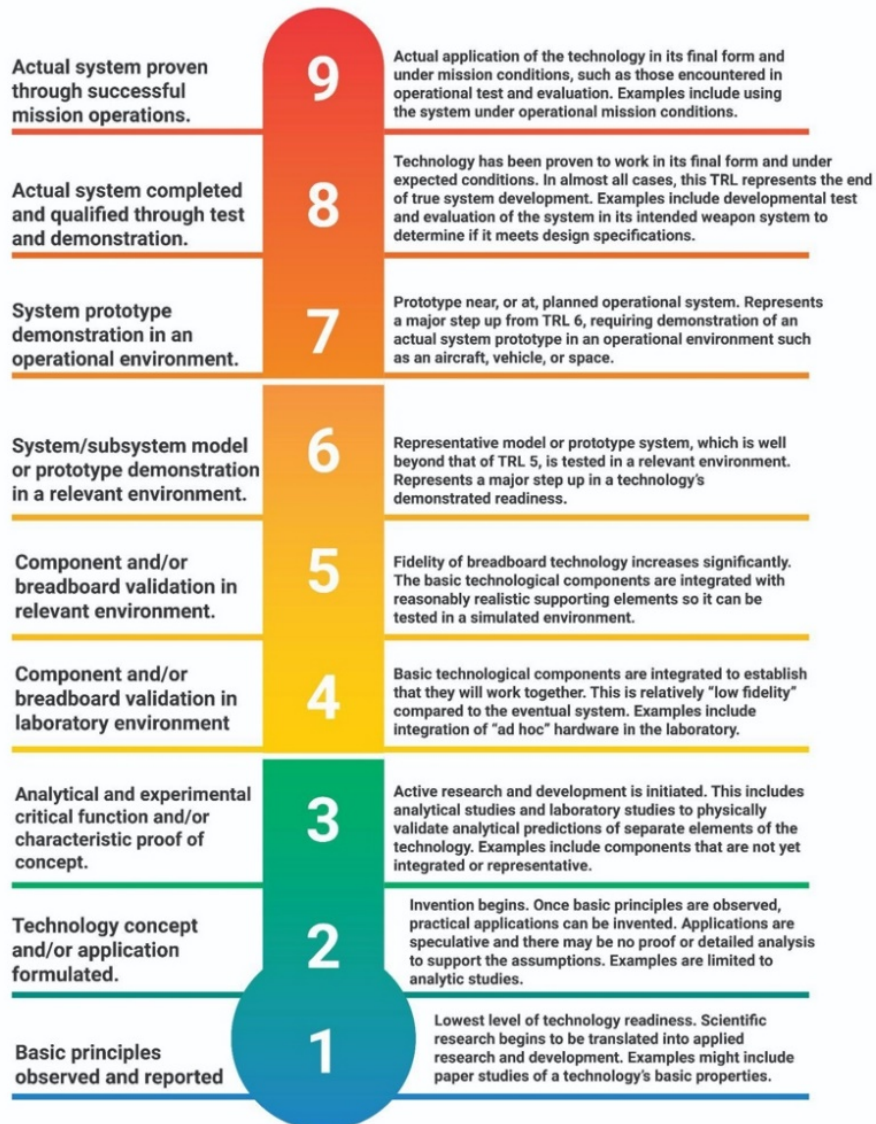 Actual system proven
through successful
mission operations.
9
Actual application of the technology in its final form and
under mission conditions, such as those encountered in
operational test and evaluation. Examples include using
the system under operational mission conditions.
Actual system completed
and qualified through test
and demonstration.
8
Technology has been proven to work in its final form and under
expected conditions. In almost all cases, this TRL represents the end
of true system development. Examples include developmental test
and evaluation of the system in its intended weapon system to
determine if it meets design specifications.
System prototype
demonstration in an
operational environment.
7
Prototype near, or at, planned operational system. Represents
a major step up from TRL 6, requiring demonstration of an
actual system prototype in an operational environment such
as an aircraft, vehicle, or space.
System/subsystem model
or prototype demonstration
in a relevant environment.
6
Representative model or prototype system, which is well
beyond that of TRL 5, is tested in a relevant environment.
Represents a major step up in a technology's
demonstrated readiness.
Component and/or
breadboard validation in
relevant environment.
5
Fidelity of breadboard technology increases significantly.
The basic technological components are integrated with
reasonably realistic supporting elements so it can be
tested in a simulated environment.
Component and/or
breadboard validation in
laboratory environment
4
Basic technological components are integrated to establish
that they will work together. This is relatively "low fidelity"
compared to the eventual system. Examples include
integration of "ad hoc" hardware in the laboratory.
Analytical and experimental
critical function and/or
characteristic proof of
concept.
3
Active research and development is initiated. This includes
analytical studies and laboratory studies to physically
validate analytical predictions of separate elements of the
technology. Examples include components that are not yet
integrated or representative.
Technology concept
and/or application
formulated.
2
Invention begins. Once basic principles are observed,
practical applications can be invented. Applications are
speculative and there may be no proof or detailed analysis
to support the assumptions. Examples are limited to
analytic studies.
Basic principles
observed and reported
1
Lowest level of technology readiness. Scientific
research begins to be translated into applied
research and development. Examples might include
paper studies of a technology's basic properties.